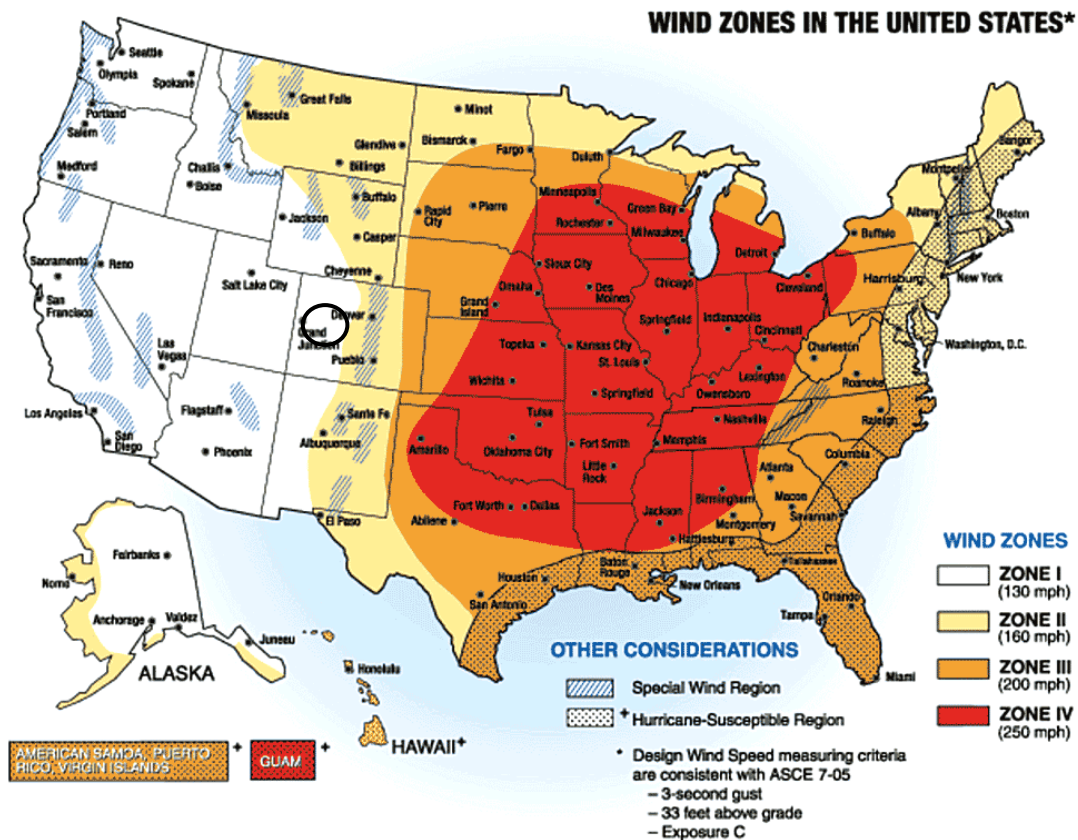 WIND ZONES IN THE UNITED STATES*
Seattle
Olympia
Spokane
Portland
Salem
Medford
Missoula
Great Falls
Glendive
Billings
Challis
Boise
Minot
Bismarck
Fargo
Duluth
Buffalo
Jackson
Casper
Cheyenne
Rapid
City
Pierre
Minneapolis
Rochester
Green Bay
Milwaukee
Detroit
Buffalo
Albany
Montpelier
Bangor
Boston
New York
Harrisburg
Washington, D.C.
Sacramento
Reno
San
Francisco
Salt Lake City
Las
Vegas
Denver
Grand
Junction
Pueblo
Sioux City
Omaha
Des
Moines
Grand
Island
Chicago
Cleveland
Springfield
Indianapolis
Cincinnati
Charleston
Roanoke
Topeka
Kansas City
St. Louis
Wichita
Springfield
Owensboro
Lexington
Nashville
Raleigh
Los Angeles
San
Diego
Flagstaff
Phoenix
Santa Fe
Albuquerque
Amarillo
Tulsa
Oklahoma City
Fort Smith
Little
Rock
Memphis
Atlanta
Columbia
Macon
Savannah
Birmingham
Montgomery
El Paso
Fort Worth
Dallas
Abilene
Jackson
Hattiesburg
Baton
Rouge
New Orleans
Tallahassee
Houston
San Antonio
Orlando
Tampa
Miami
Fairbanks
Nome
Anchorage
Valdez
Juneau
ALASKA
Honolulu
HAWAII+
AMERICAN SAMOA, PUERTO
RICO, VIRGIN ISLANDS
+
GUAM
+
OTHER CONSIDERATIONS
Special Wind Region
+ Hurricane-Susceptible Region
* Design Wind Speed measuring criteria
are consistent with ASCE 7-05
– 3-second gust
– 33 feet above grade
– Exposure C
WIND ZONES
ZONE I
(130 mph)
ZONE II
(160 mph)
ZONE III
(200 mph)
ZONE IV
(250 mph)